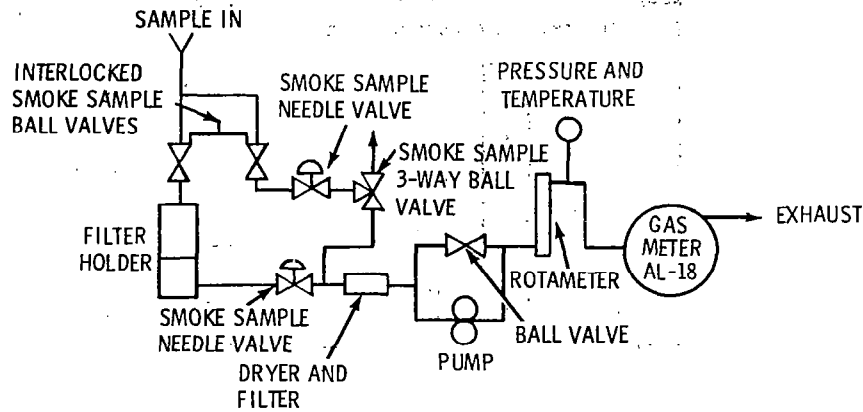 SAMPLE IN
INTERLOCKED
SMOKE SAMPLE
BALL VALVES
SMOKE SAMPLE
NEEDLE VALVE
PRESSURE AND
TEMPERATURE
SMOKE SAMPLE
3-WAY BALL
VALVE
FILTER
HOLDER
GAS
METER
AL-18
EXHAUST
ROTAMETER
SMOKE SAMPLE
NEEDLE VALVE
BALL VALVE
PUMP
DRYER AND
FILTER